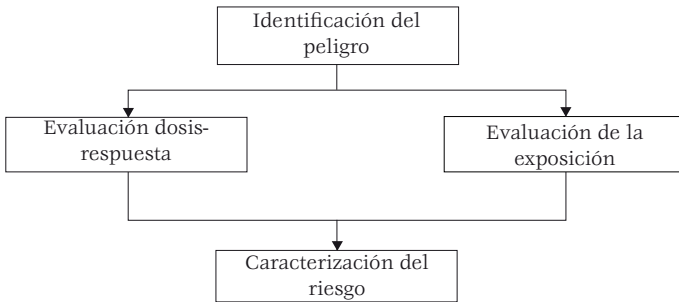 Identificación del
peligro
Evaluación dosis-
respuesta
Evaluación de la
exposición
Caracterización del
riesgo